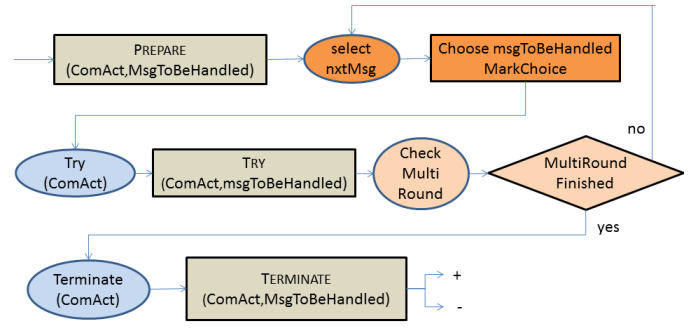 PREPARE
(ComAct,MsgToBeHandled)
select
nxtMsg
Choose msgToBeHandled
MarkChoice
no
Try
(ComAct)
TRY
(ComAct,msgToBeHandled)
Check
Multi
Round
MultiRound
Finished
yes
Terminate
(ComAct)
TERMINATE
(ComAct,MsgToBeHandled)
+
-